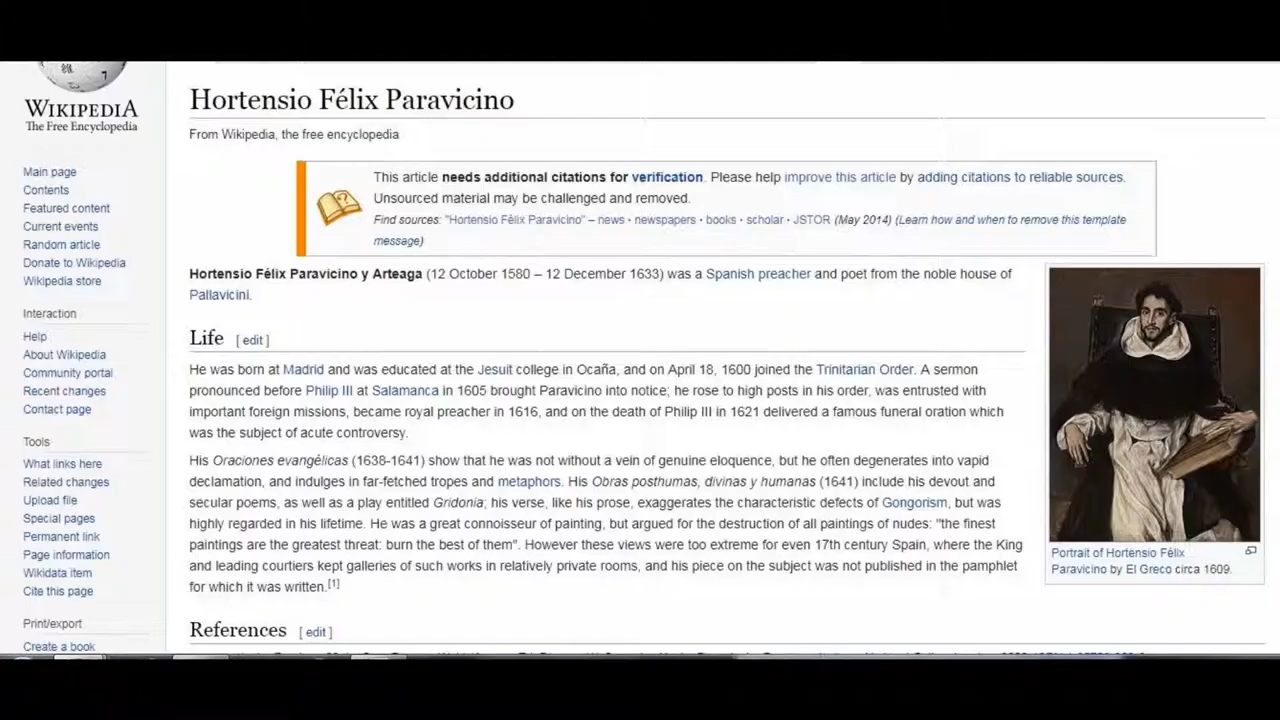 WIKIPEDIA
The Free Encyclopedia
Main page
Contents
Featured content
Current events
Random article
Donate to Wikipedia
Wikipedia store
Interaction
Help
About Wikipedia
Community portal
Recent changes
Contact page
Tools
What links here
Related changes
Upload file
Special pages
Permanent link
Page information
Wikidata item
Cite this page
Print/export
Create a book
Hortensio Félix Paravicino
From Wikipedia, the free encyclopedia
This article needs additional citations for verification. Please help improve this article by adding citations to reliable sources.
Unsourced material may be challenged and removed.
Find sources: "Hortensio Félix Paravicino" – news · newspapers · books · scholar · JSTOR (May 2014) (Learn how and when to remove this template
message)
Hortensio Félix Paravicino y Arteaga (12 October 1580 – 12 December 1633) was a Spanish preacher and poet from the noble house of
Pallavicini.
Life [ edit ]
He was born at Madrid and was educated at the Jesuit college in Ocaña, and on April 18, 1600 joined the Trinitarian Order. A sermon
pronounced before Philip III at Salamanca in 1605 brought Paravicino into notice; he rose to high posts in his order, was entrusted with
important foreign missions, became royal preacher in 1616, and on the death of Philip III in 1621 delivered a famous funeral oration which
was the subject of acute controversy.
His Oraciones evangélicas (1638-1641) show that he was not without a vein of genuine eloquence, but he often degenerates into vapid
declamation, and indulges in far-fetched tropes and metaphors. His Obras posthumas, divinas y humanas (1641) include his devout and
secular poems, as well as a play entitled Gridonia; his verse, like his prose, exaggerates the characteristic defects of Gongorism, but was
highly regarded in his lifetime. He was a great connoisseur of painting, but argued for the destruction of all paintings of nudes: "the finest
paintings are the greatest threat: burn the best of them". However these views were too extreme for even 17th century Spain, where the King
and leading courtiers kept galleries of such works in relatively private rooms, and his piece on the subject was not published in the pamphlet
for which it was written.[1]
References [ edit ]
Portrait of Hortensio Félix
Paravicino by El Greco circa 1609.